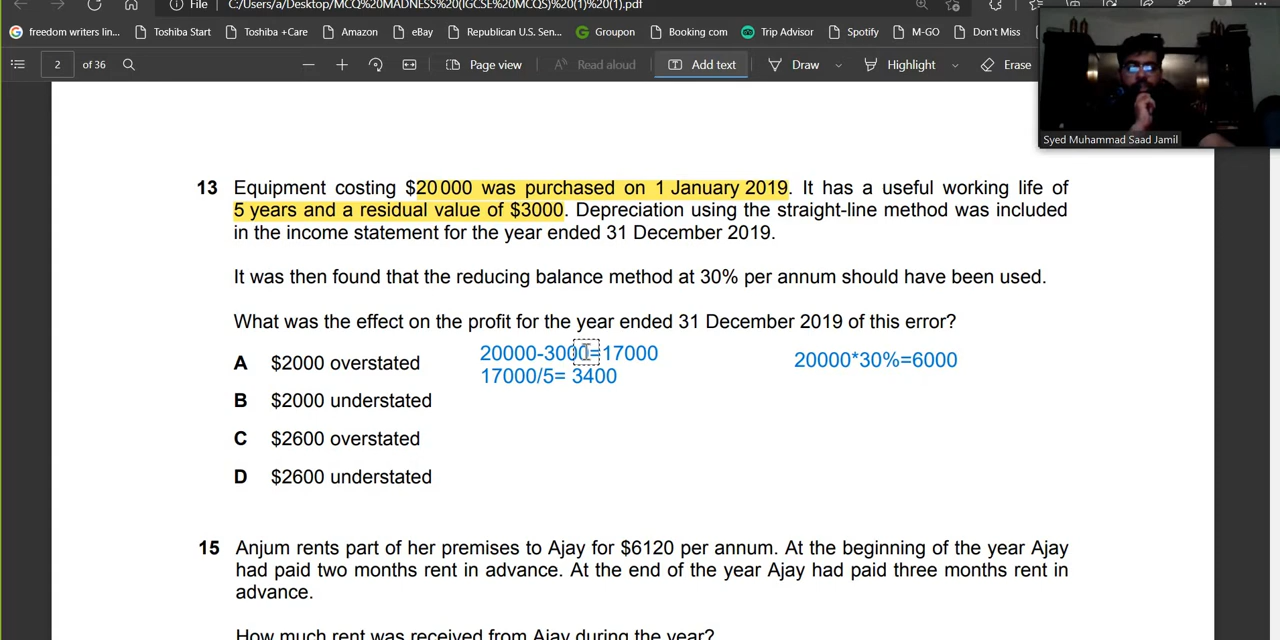 File
C:/Users/a/Desktop/MCQ%20MADNESS%20(IGCSE%20MCQS)%20(1)%20(1).pdf
freedom writers lin... Toshiba Start Toshiba +Care Amazon eBay Republican U.S. Sen... Groupon Booking com Trip Advisor Spotify M-GO Don't Miss
2 of 36 Page view Read aloud Add text Draw Highlight Erase
Syed Muhammad Saad Jamil
13 Equipment costing $20000 was purchased on 1 January 2019. It has a useful working life of
5 years and a residual value of $3000. Depreciation using the straight-line method was included
in the income statement for the year ended 31 December 2019.
It was then found that the reducing balance method at 30% per annum should have been used.
What was the effect on the profit for the year ended 31 December 2019 of this error?
A $2000 overstated
20000-3000=17000
17000/5= 3400
20000*30%=6000
B $2000 understated
C $2600 overstated
D $2600 understated
15 Anjum rents part of her premises to Ajay for $6120 per annum. At the beginning of the year Ajay
had paid two months rent in advance. At the end of the year Ajay had paid three months rent in
advance.
How much rent was received from Ajay during the year?